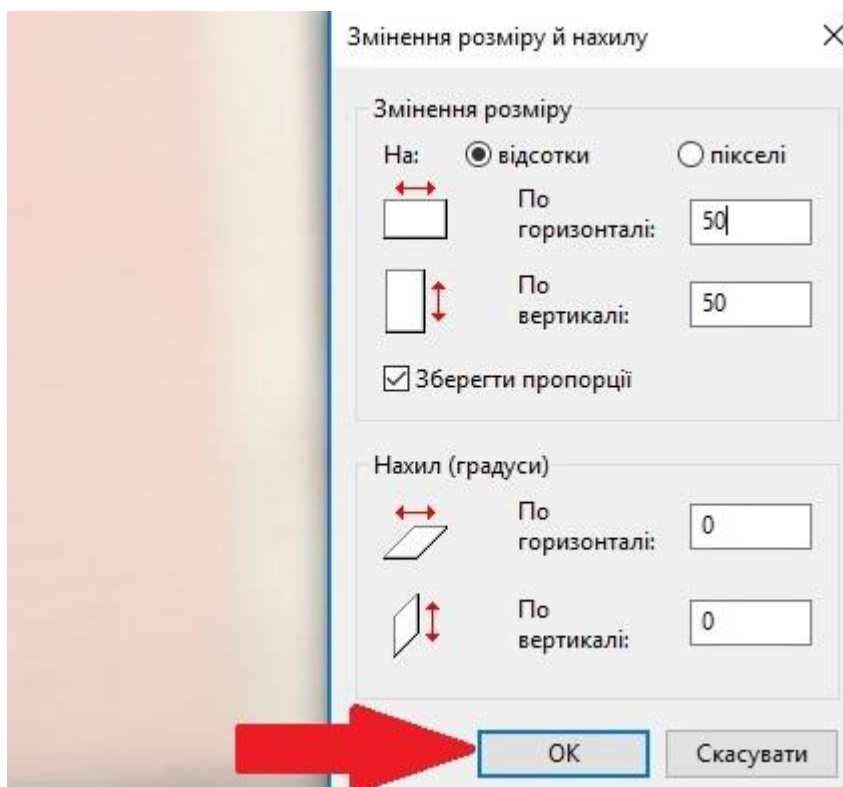 Змінення розміру й нахилу
Змінення розміру
На: відсотки пікселі
По
горизонталі: 50
По
вертикалі: 50
Зберегти пропорції
Нахил (градуси)
По
горизонталі: 0
По
вертикалі: 0
ОК Скасувати